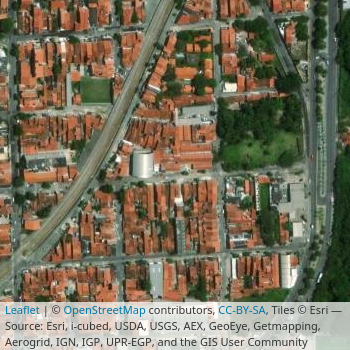 Leaflet | © OpenStreetMap contributors, CC-BY-SA, Tiles © Esri —
Source: Esri, i-cubed, USDA, USGS, AEX, GeoEye, Getmapping,
Aerogrid, IGN, IGP, UPR-EGP, and the GIS User Community